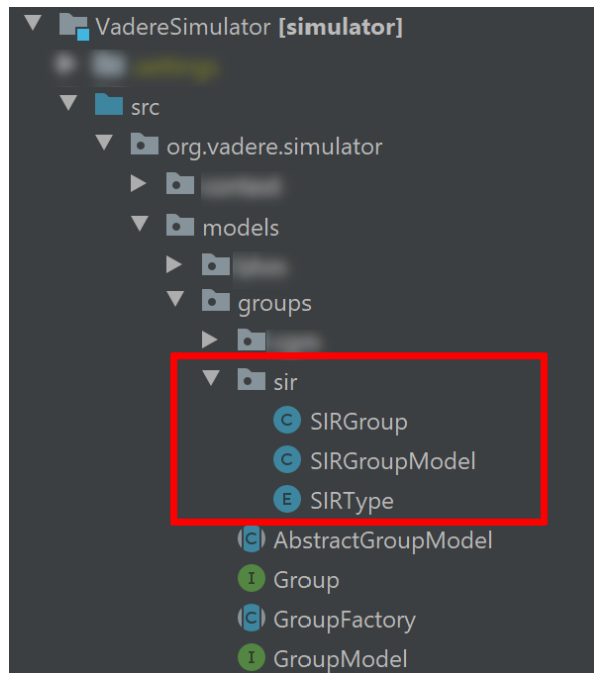 VadereSimulator [simulator]
src
org.vadere.simulator
models
groups
sir
C SIRGroup
C SIRGroupModel
E SIRType
C AbstractGroupModel
I Group
C GroupFactory
I GroupModel